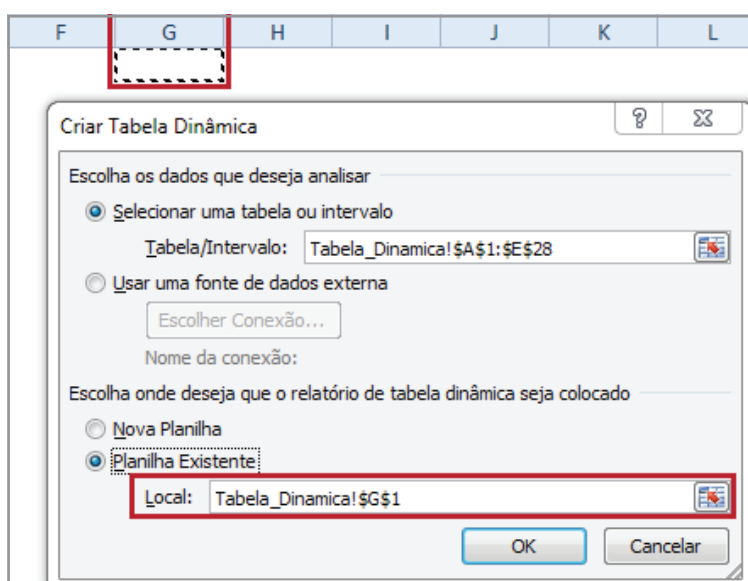 F G H I J K L
Criar Tabela Dinâmica
Escolha os dados que deseja analisar
Selecionar uma tabela ou intervalo
Tabela/Intervalo: Tabela_Dinamica!$A$1:$E$28
Usar uma fonte de dados externa
Escolher Conexão...
Nome da conexão:
Escolha onde deseja que o relatório de tabela dinâmica seja colocado
Nova Planilha
Planilha Existente
Local: Tabela_Dinamica!$G$1
OK Cancelar